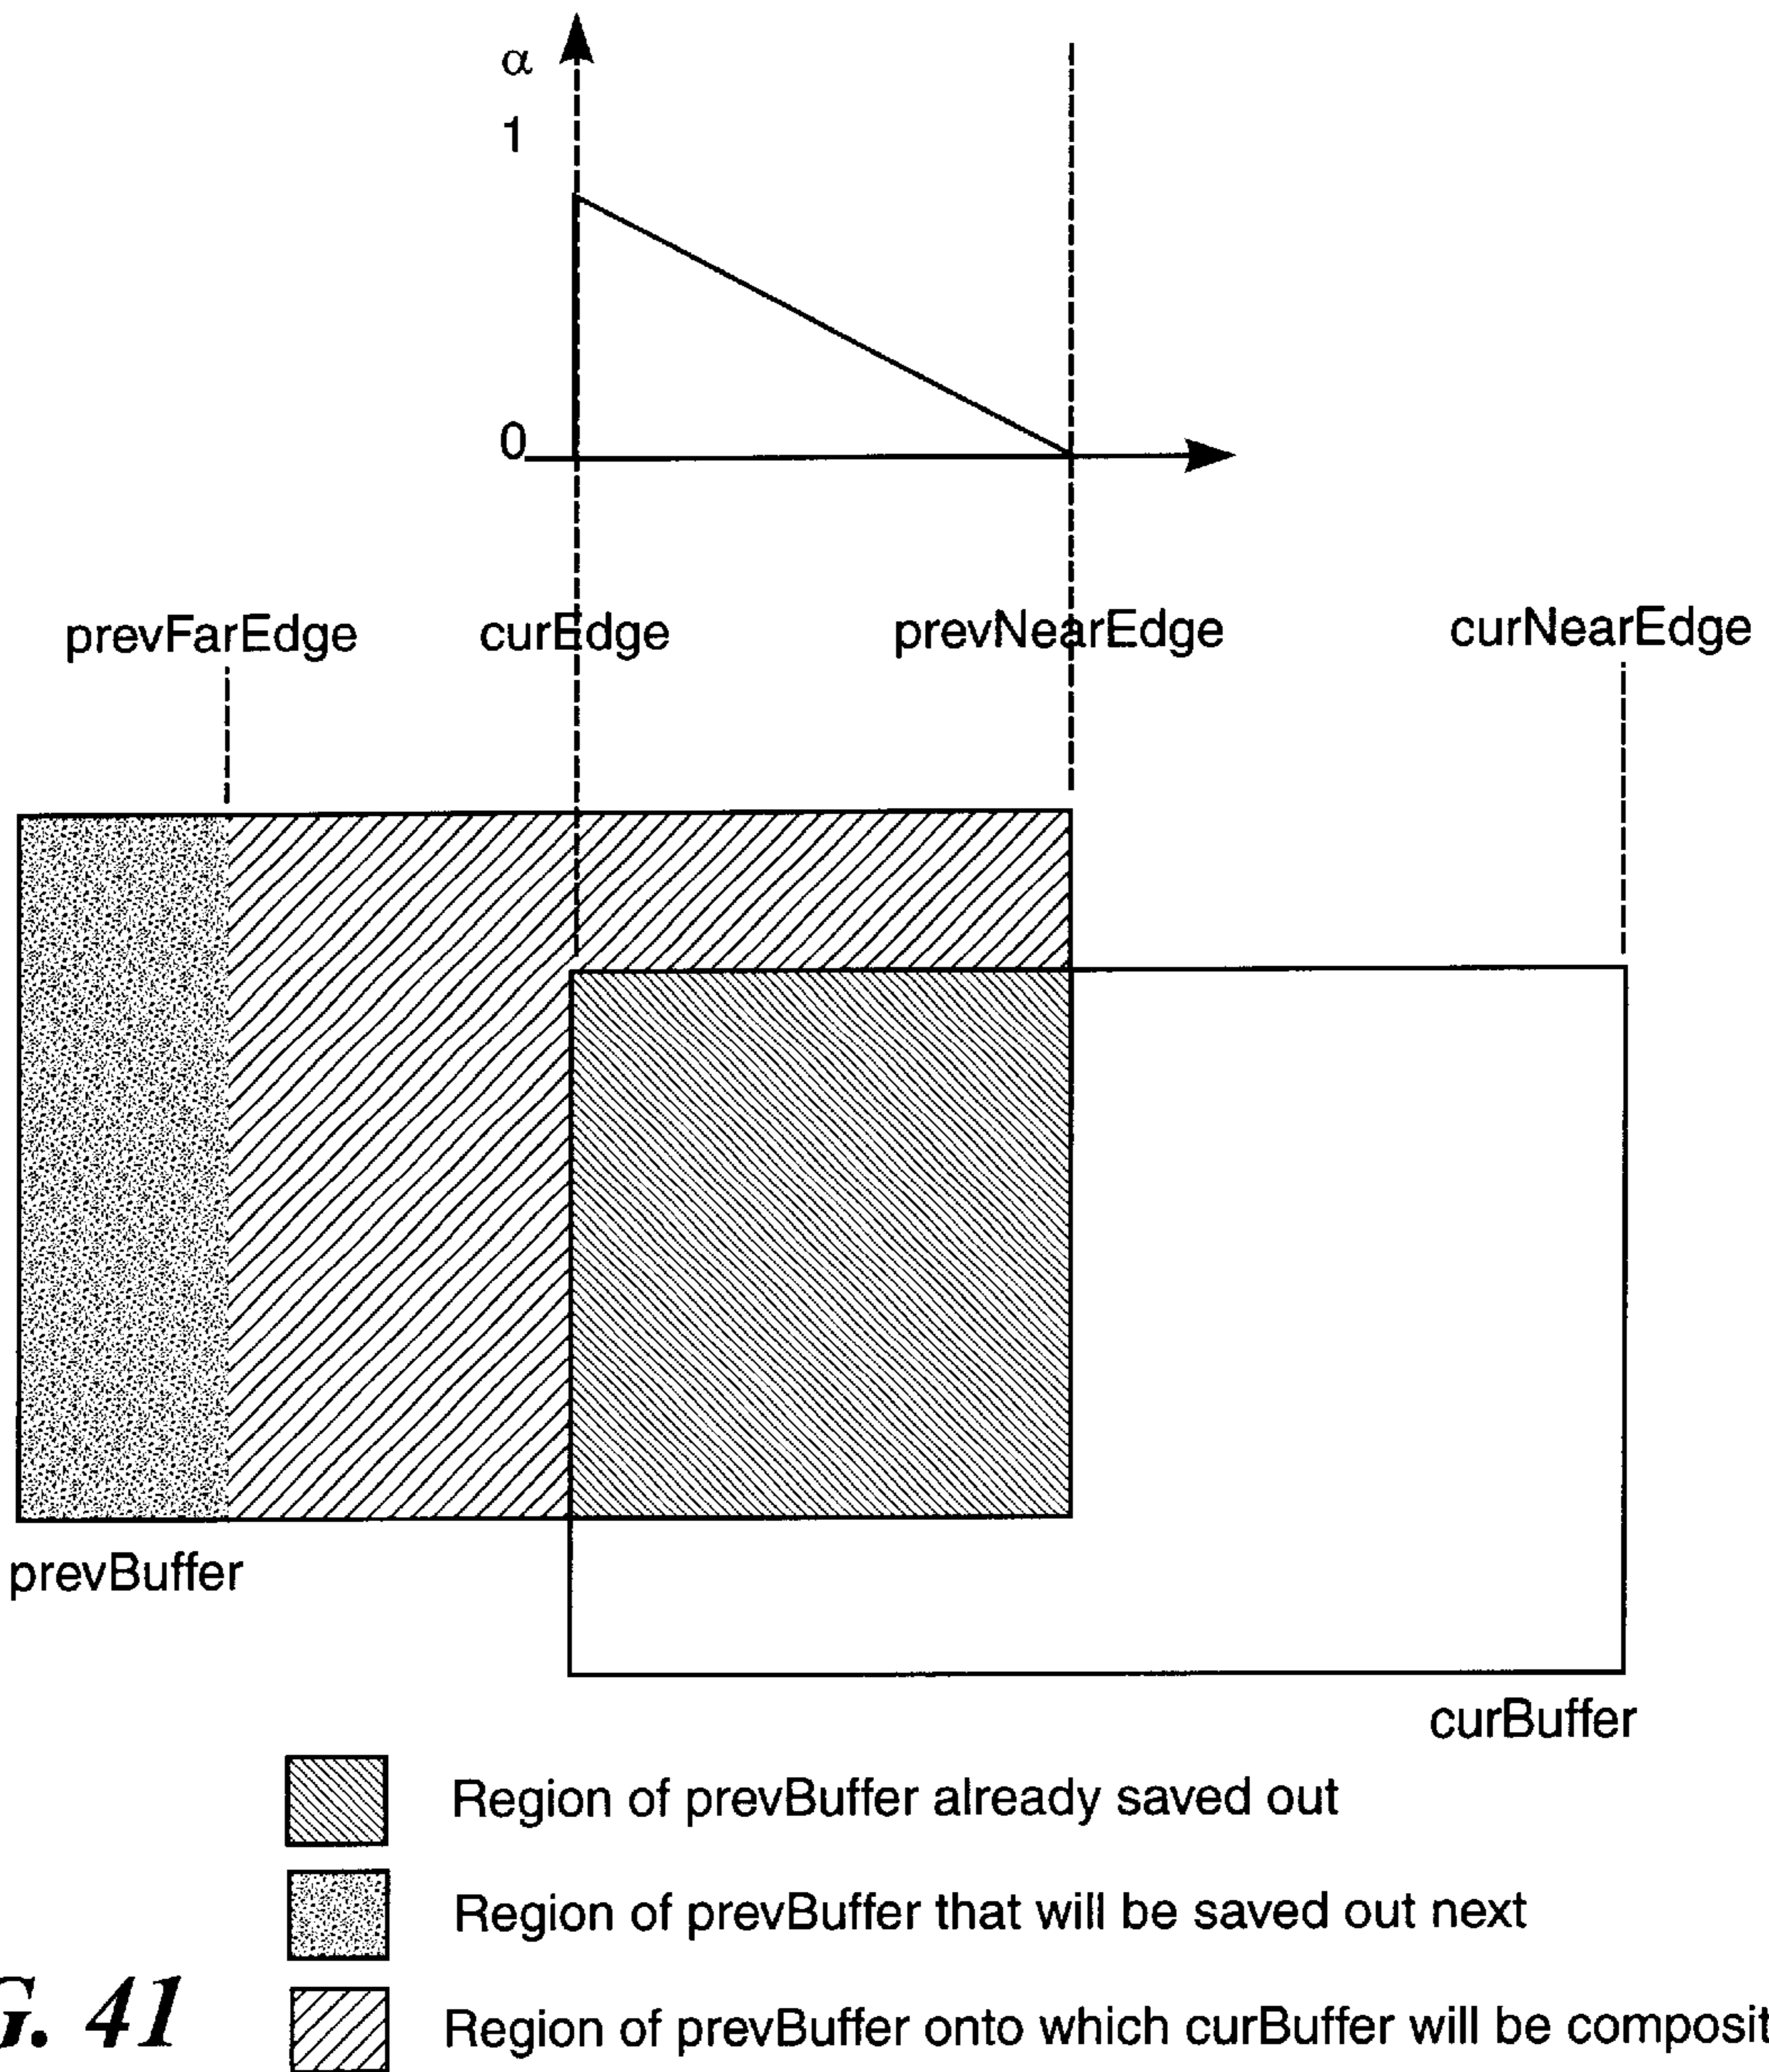 α
1
0
prevFarEdge curEdge prevNearEdge curNearEdge
prevBuffer
curBuffer
Region of prevBuffer already saved out
Region of prevBuffer that will be saved out next
G. 41
Region of prevBuffer onto which curBuffer will be